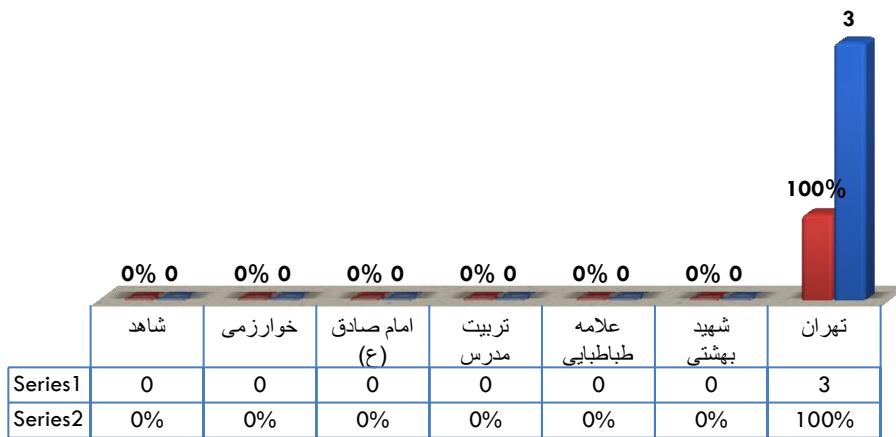 3
100%
0% 0 0% 0 0% 0 0% 0 0% 0 0% 0
شاهد خوارزمی امام صادق تربیت علامه شهید تهران
(ع) مدرس طباطبایی بهشتی
Series1 0 0 0 0 0 0 3
Series2 0% 0% 0% 0% 0% 0% 100%